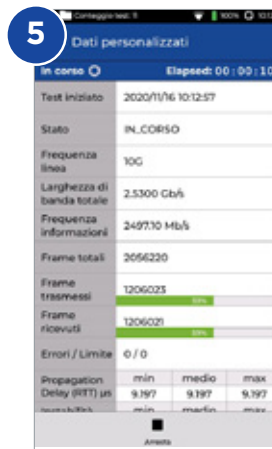 5
Conteggio test: 1
100%
Dati personalizzati
In corso
Elapsed: 00:00:10
Test iniziato 2020/11/16 10:12:57
Stato IN_CORSO
Frequenza linea 10G
Larghezza di banda totale 2.5300 Gb/s
Frequenza informazioni 2497.10 Mb/s
Frame totali 2056220
Frame trasmessi 1206023
Frame ricevuti 1206021
Errori / Limite 0 / 0
Propagation Delay (RTT) µs
min medio max
9.197 9.197 9.197
min medio max
Arresta